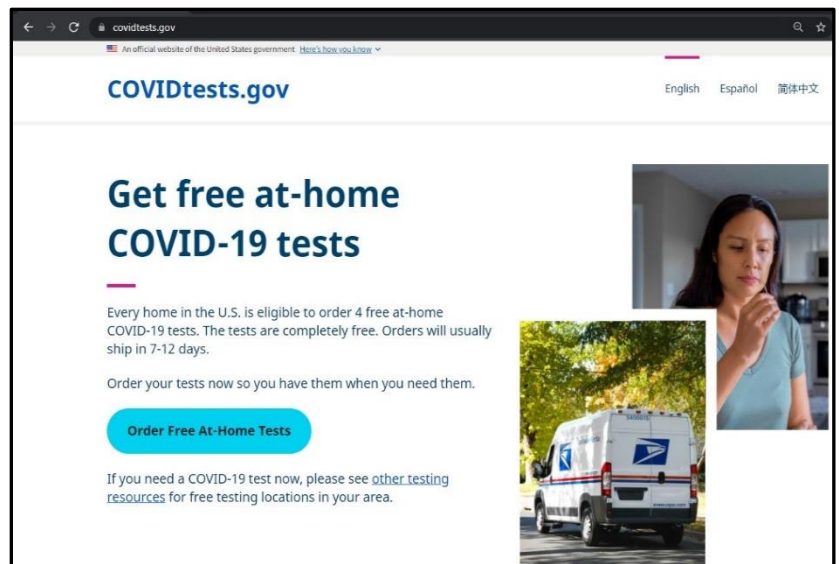 covidtests.gov
An official website of the United States government Here's how you know
COVIDtests.gov
English Español 简体中文
Get free at-home
COVID-19 tests
Every home in the U.S. is eligible to order 4 free at-home
COVID-19 tests. The tests are completely free. Orders will usually
ship in 7-12 days.
Order your tests now so you have them when you need them.
Order Free At-Home Tests
If you need a COVID-19 test now, please see other testing
resources for free testing locations in your area.